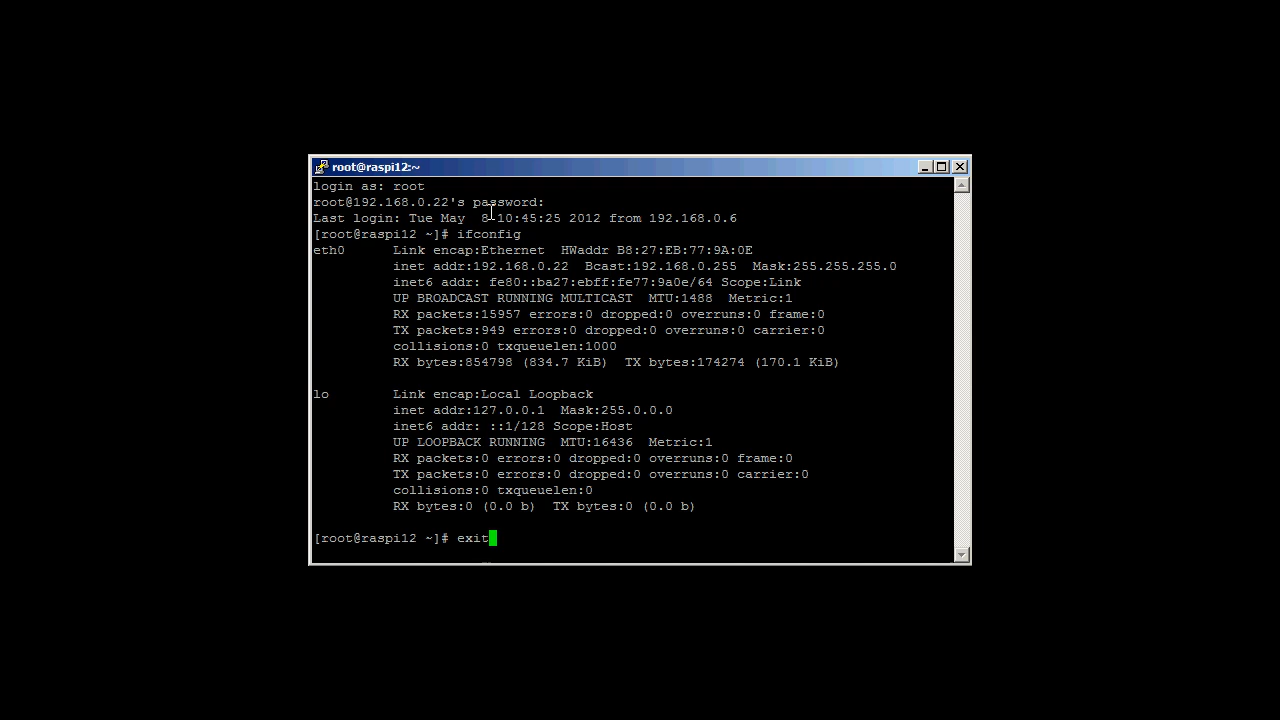 root@raspi12:~
login as: root
root@192.168.0.22's password:
Last login: Tue May  8 10:45:25 2012 from 192.168.0.6
[root@raspi12 ~]# ifconfig
eth0      Link encap:Ethernet  HWaddr B8:27:EB:77:9A:0E
          inet addr:192.168.0.22  Bcast:192.168.0.255  Mask:255.255.255.0
          inet6 addr: fe80::ba27:ebff:fe77:9a0e/64 Scope:Link
          UP BROADCAST RUNNING MULTICAST  MTU:1488  Metric:1
          RX packets:15957 errors:0 dropped:0 overruns:0 frame:0
          TX packets:949 errors:0 dropped:0 overruns:0 carrier:0
          collisions:0 txqueuelen:1000
          RX bytes:854798 (834.7 KiB)  TX bytes:174274 (170.1 KiB)
lo        Link encap:Local Loopback
          inet addr:127.0.0.1  Mask:255.0.0.0
          inet6 addr: ::1/128 Scope:Host
          UP LOOPBACK RUNNING  MTU:16436  Metric:1
          RX packets:0 errors:0 dropped:0 overruns:0 frame:0
          TX packets:0 errors:0 dropped:0 overruns:0 carrier:0
          collisions:0 txqueuelen:0
          RX bytes:0 (0.0 b)  TX bytes:0 (0.0 b)
[root@raspi12 ~]# exit